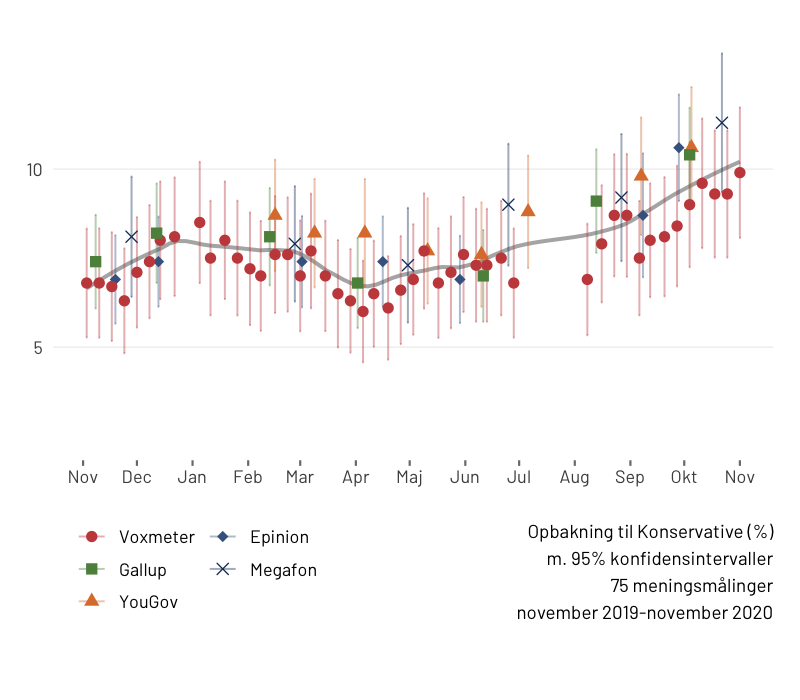 10
5
Nov Dec Jan Feb Mar Apr Maj Jun Jul Aug Sep Okt Nov
Voxmeter Epinion
Gallup Megafon
YouGov
Opbakning til Konservative (%)
m. 95% konfidensintervaller
75 meningsmålinger
november 2019-november 2020